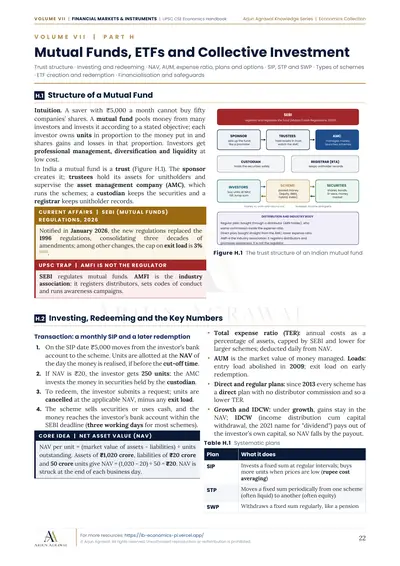 VOLUME VII | FINANCIAL MARKETS & INSTRUMENTS | UPSC CSE Economics Handbook
Arjun Agrawal Knowledge Series | Economics Collection
VOLUME VII | PART H
Mutual Funds, ETFs and Collective Investment
Trust structure · Investing and redeeming · NAV, AUM, expense ratio, plans and options · SIP, STP and SWP · Types of schemes
· ETF creation and redemption · Financialisation and safeguards
H.1 Structure of a Mutual Fund
Intuition. A saver with ₹5,000 a month cannot buy fifty
companies' shares. A mutual fund pools money from many
investors and invests it according to a stated objective; each
investor owns units in proportion to the money put in and
shares gains and losses in that proportion. Investors get
professional management, diversification and liquidity at
low cost.
In India a mutual fund is a trust (Figure H.1). The sponsor
creates it; trustees hold its assets for unitholders and
supervise the asset management company (AMC), which
runs the schemes; a custodian keeps the securities and a
registrar keeps unitholder records.
CURRENT AFFAIRS | SEBI (MUTUAL FUNDS)
REGULATIONS, 2026
Notified in January 2026, the new regulations replaced the
1996 regulations, consolidating three decades of
amendments; among other changes, the cap on exit load is 3%
UPSC TRAP | AMFI IS NOT THE REGULATOR
SEBI regulates mutual funds. AMFI is the industry
association: it registers distributors, sets codes of conduct
and runs awareness campaigns.
SEBI
SPONSOR
TRUSTEES
AMC
CUSTODIAN
REGISTRAR (RTA)
INVESTORS
SCHEME
SECURITIES
DISTRIBUTION AND INDUSTRY BODY
Figure H.1 The trust structure of an Indian mutual fund
H.2 Investing, Redeeming and the Key Numbers
Transaction: a monthly SIP and a later redemption
1. On the SIP date ₹5,000 moves from the investor's bank
account to the scheme. Units are allotted at the NAV of
the day the money is realised, if before the cut-off time.
2. If NAV is ₹20, the investor gets 250 units; the AMC
invests the money in securities held by the custodian.
3. To redeem, the investor submits a request; units are
cancelled at the applicable NAV, minus any exit load.
4. The scheme sells securities or uses cash, and the
money reaches the investor's bank account within the
SEBI deadline (three working days for most schemes).
CORE IDEA | NET ASSET VALUE (NAV)
NAV per unit = (market value of assets − liabilities) ÷ units
outstanding. Assets of ₹1,020 crore, liabilities of ₹20 crore
and 50 crore units give NAV = (1,020 − 20) ÷ 50 = ₹20. NAV is
struck at the end of each business day.
• Total expense ratio (TER): annual costs as a
percentage of assets, capped by SEBI and lower for
larger schemes; deducted daily from NAV.
• AUM is the market value of money managed. Loads:
entry load abolished in 2009; exit load on early
redemption.
• Direct and regular plans: since 2013 every scheme has
a direct plan with no distributor commission and so a
lower TER.
• Growth and IDCW: under growth, gains stay in the
NAV; IDCW (income distribution cum capital
withdrawal, the 2021 name for "dividend") pays out of
the investor's own capital, so NAV falls by the payout.
Table H.1 Systematic plans
Plan What it does
SIP Invests a fixed sum at regular intervals; buys
more units when prices are low (rupee cost
averaging)
STP Moves a fixed sum periodically from one scheme
(often liquid) to another (often equity)
SWP Withdraws a fixed sum regularly, like a pension
ARJUN AGRAWAL
For more resources: https://ib-economics-pi.vercel.app/
© Arjun Agrawal. All rights reserved. Unauthorised reproduction or redistribution is prohibited.
22